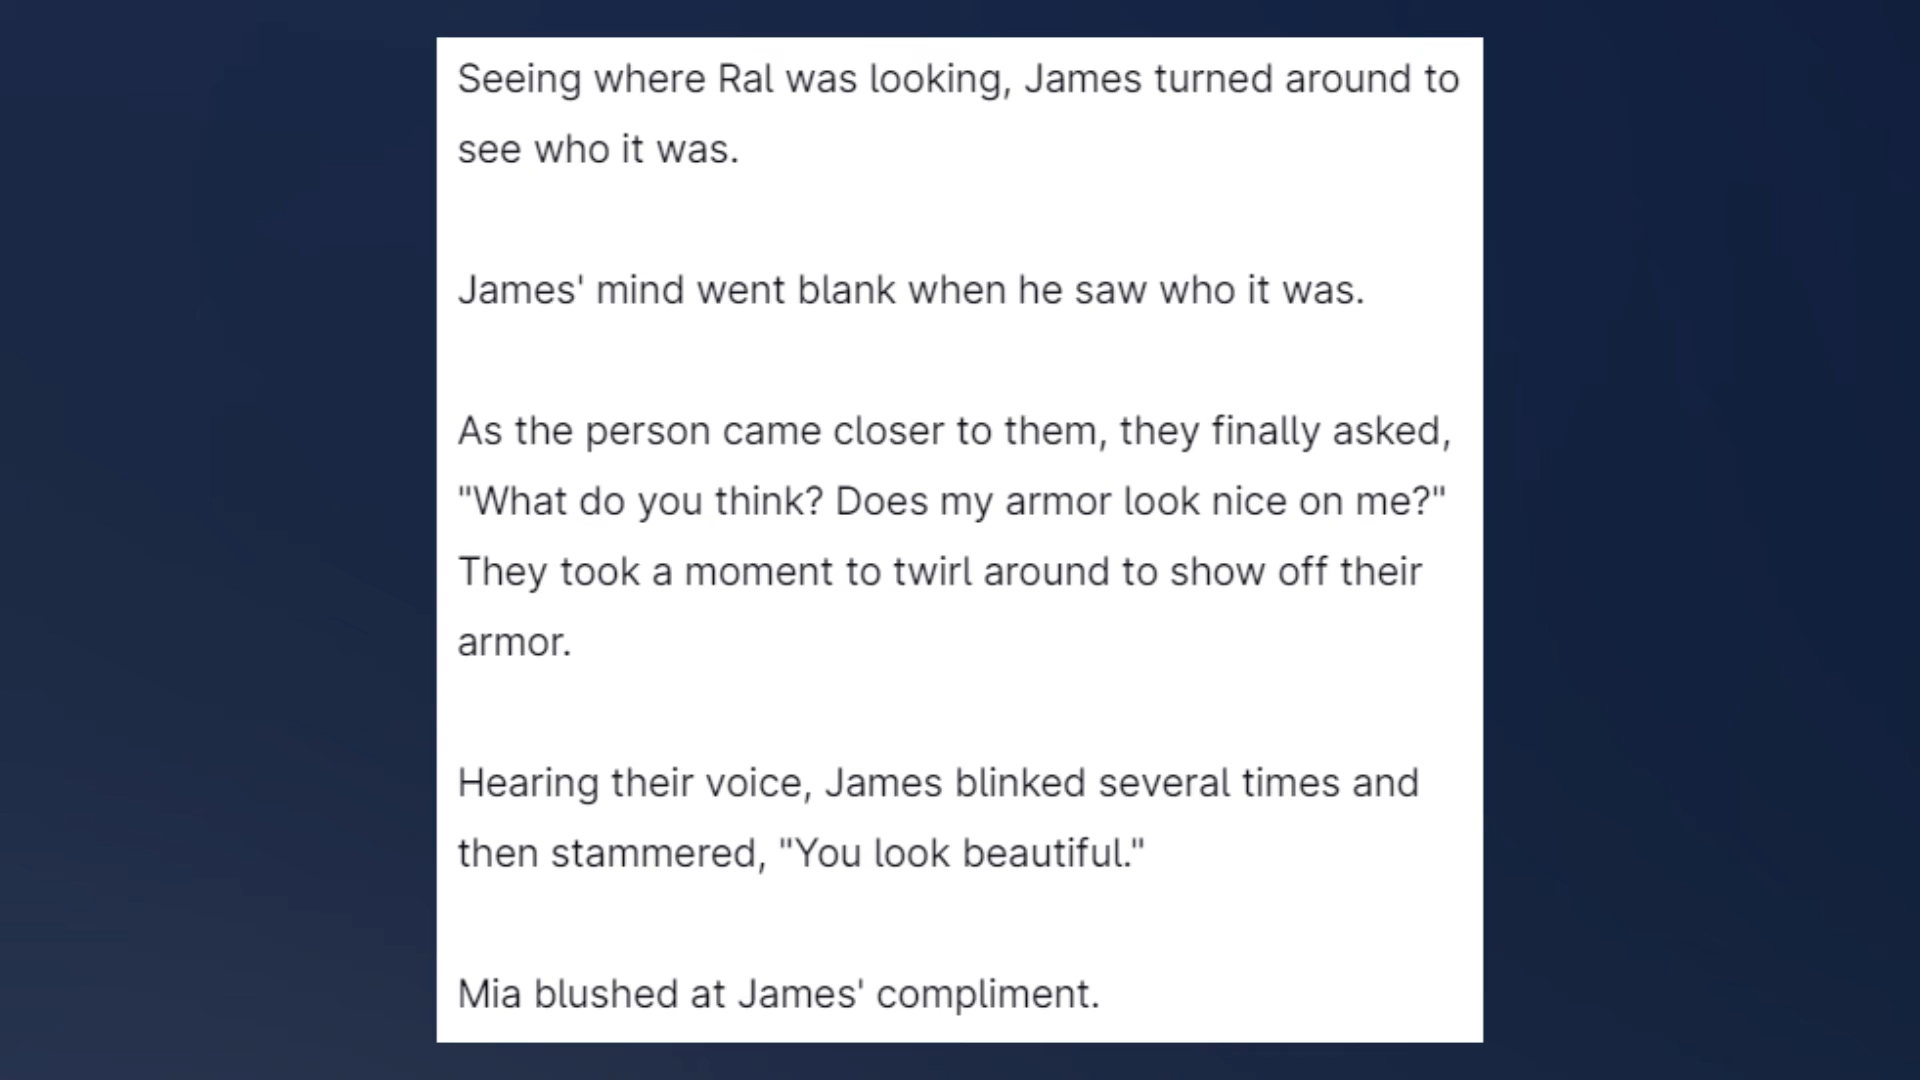 Seeing where Ral was looking, James turned around to
see who it was.
James' mind went blank when he saw who it was.
As the person came closer to them, they finally asked,
"What do you think? Does my armor look nice on me?"
They took a moment to twirl around to show off their
armor.
Hearing their voice, James blinked several times and
then stammered, "You look beautiful."
Mia blushed at James' compliment.